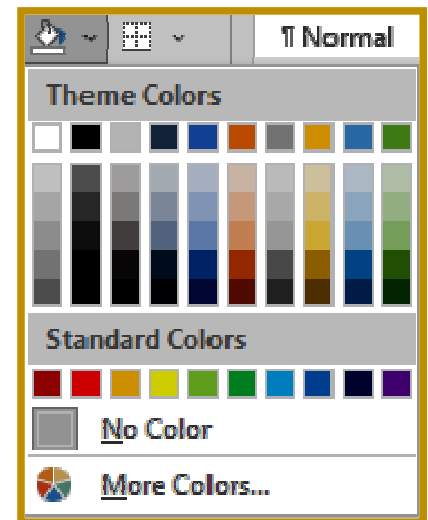 ¶ Normal
Theme Colors
Standard Colors
No Color
More Colors...